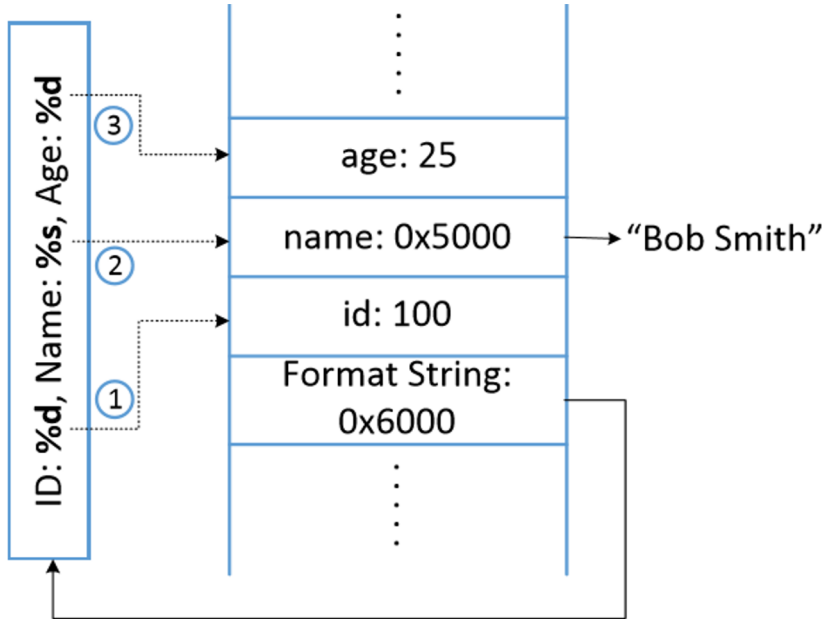 ID: %d, Name: %s, Age: %d
3
2
1
age: 25
name: 0x5000
id: 100
Format String:
0x6000
“Bob Smith”